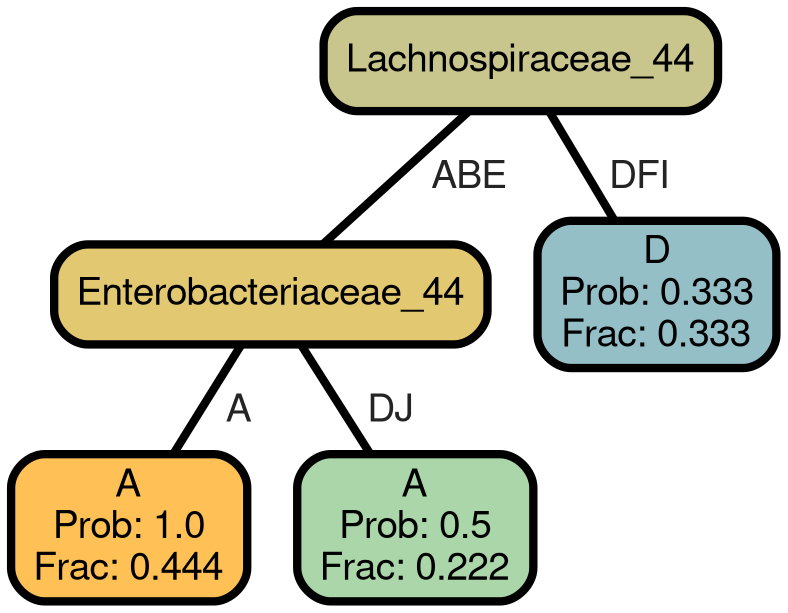 Lachnospiraceae_44
ABE
DFI
Enterobacteriaceae_44
D
Prob: 0.333
Frac: 0.333
A
DJ
A
Prob: 1.0
Frac: 0.444
A
Prob: 0.5
Frac: 0.222